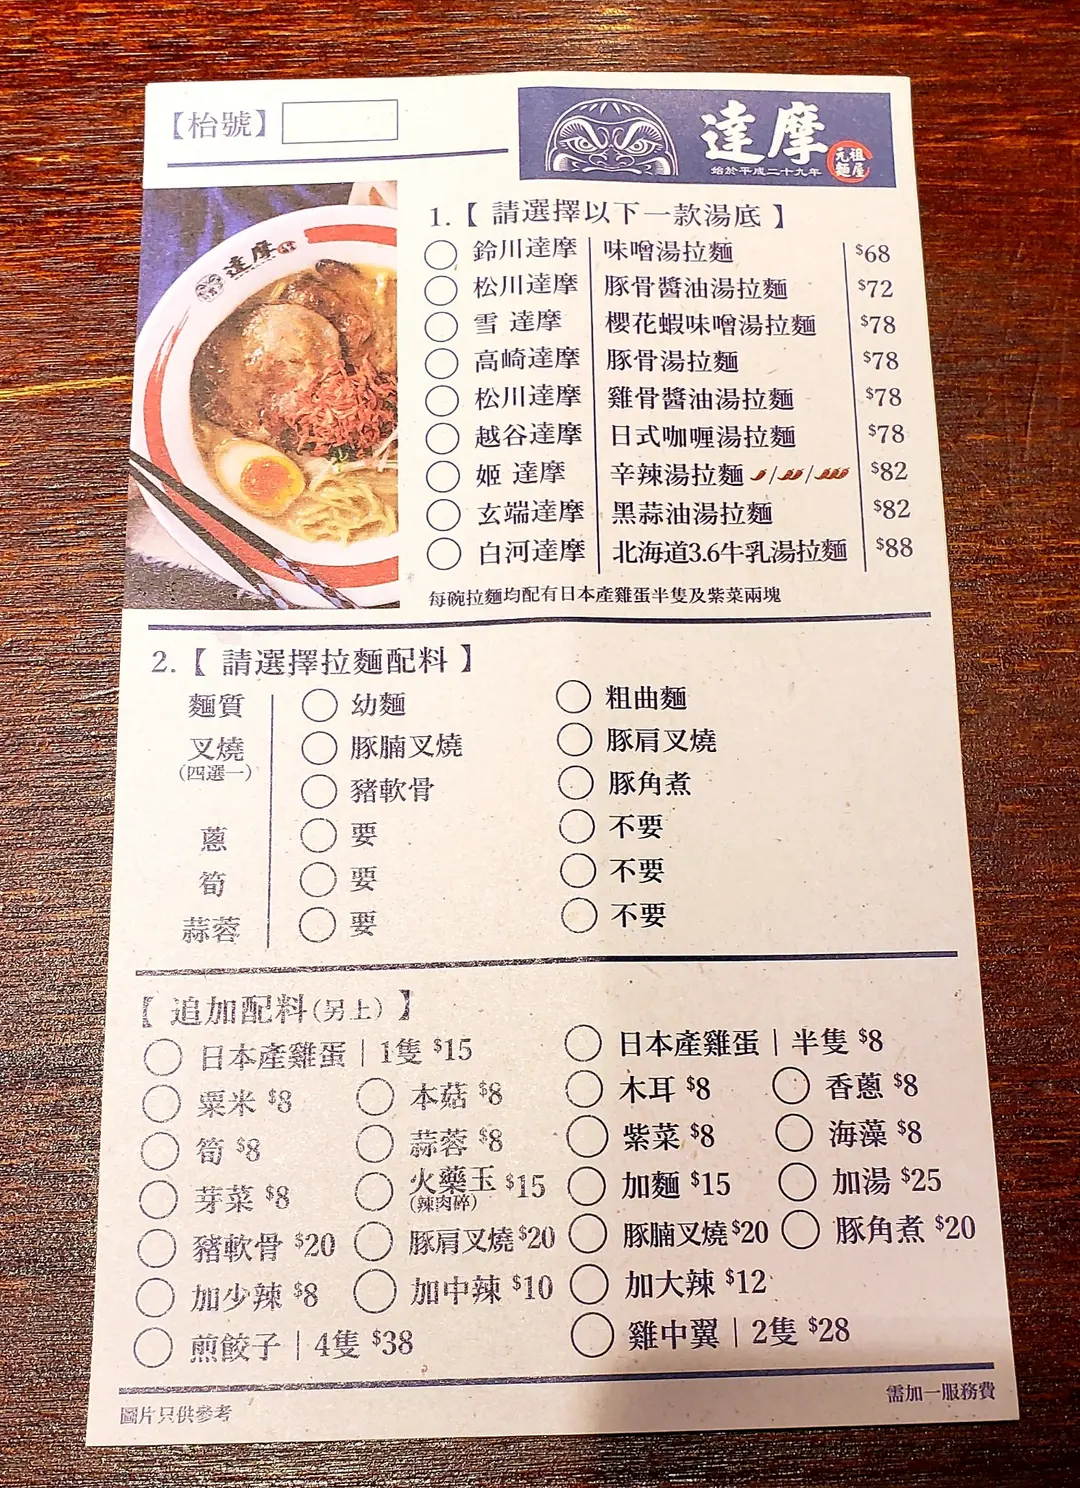 【枱號】
達摩
始於平成二十九年
元祖
麵屋
達摩
1.【 請選擇以下一款湯底 】
鈴川達摩 味噌湯拉麵 $68
松川達摩 豚骨醬油湯拉麵 $72
雪 達摩 櫻花蝦味噌湯拉麵 $78
高崎達摩 豚骨湯拉麵 $78
松川達摩 雞骨醬油湯拉麵 $78
越谷達摩 日式咖喱湯拉麵 $78
姬 達摩 辛辣湯拉麵 / / $82
玄端達摩 黑蒜油湯拉麵 $82
白河達摩 北海道3.6牛乳湯拉麵 $88
每碗拉麵均配有日本產雞蛋半隻及紫菜兩塊
2.【 請選擇拉麵配料 】
麵質 幼麵 粗曲麵
叉燒 豚腩叉燒 豚肩叉燒
(四選一) 豬軟骨 豚角煮
蔥 要 不要
筍 要 不要
蒜蓉 要 不要
【 追加配料(另上) 】
日本產雞蛋 | 1隻 $15 日本產雞蛋 | 半隻 $8
粟米 $8 本菇 $8 木耳 $8 香蔥 $8
筍 $8 蒜蓉 $8 紫菜 $8 海藻 $8
芽菜 $8 火藥玉 $15 加麵 $15 加湯 $25
(辣肉碎)
豬軟骨 $20 豚肩叉燒 $20 豚腩叉燒 $20 豚角煮 $20
加少辣 $8 加中辣 $10 加大辣 $12
煎餃子 | 4隻 $38 雞中翼 | 2隻 $28
圖片只供參考 需加一服務費